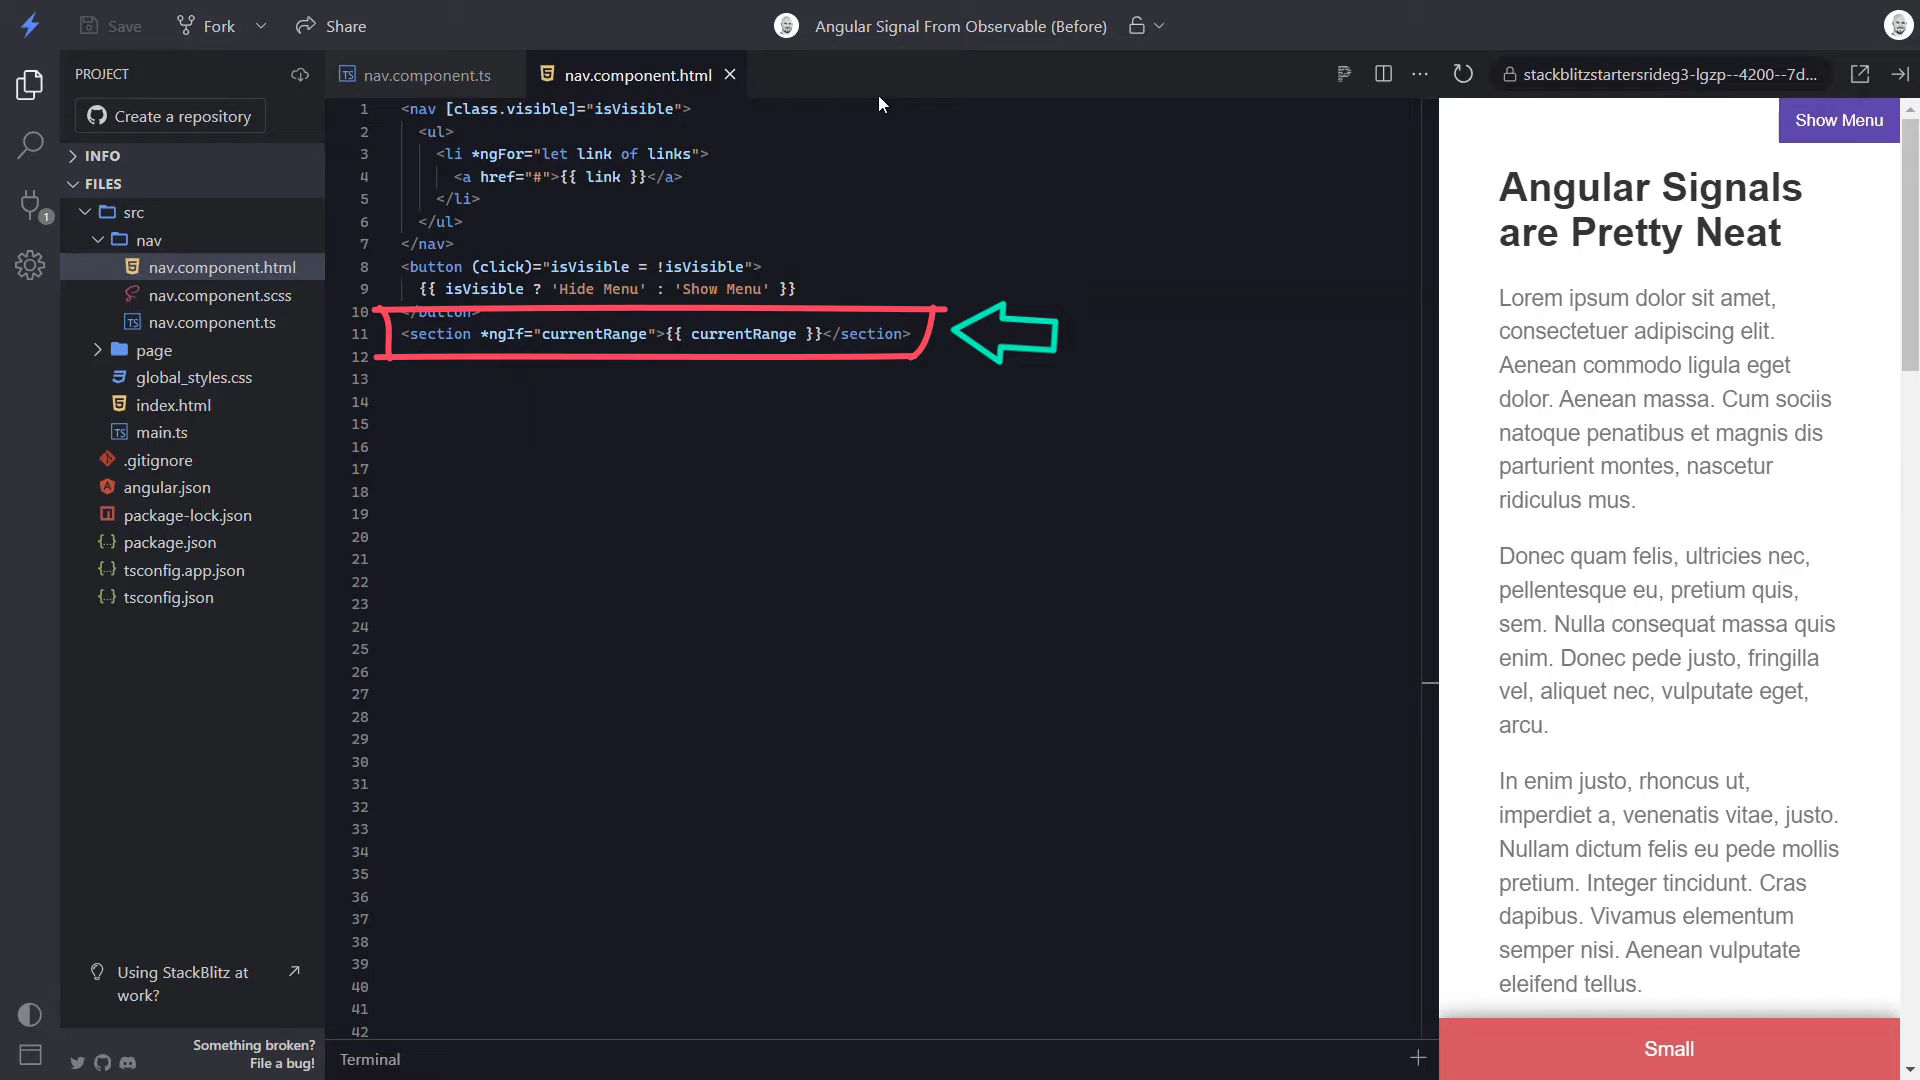 Save
Fork
Share
Angular Signal From Observable (Before)
PROJECT
nav.component.ts
nav.component.html
stackblitzstartersrideg3-lgzp--4200--7d...
Create a repository
INFO
FILES
src
nav
nav.component.html
nav.component.scss
nav.component.ts
page
global_styles.css
index.html
main.ts
.gitignore
angular.json
package-lock.json
package.json
tsconfig.app.json
tsconfig.json
1
Using StackBlitz at
work?
Something broken?
File a bug!
1 <nav [class.visible]="isVisible">
2 <ul>
3 <li *ngFor="let link of links">
4 <a href="#">{{ link }}</a>
5 </li>
6 </ul>
7 </nav>
8 <button (click)="isVisible = !isVisible">
9 {{ isVisible ? 'Hide Menu' : 'Show Menu' }}
10 </button>
11 <section *ngIf="currentRange">{{ currentRange }}</section>
12
13
14
15
16
17
18
19
20
21
22
23
24
25
26
27
28
29
30
31
32
33
34
35
36
37
38
39
40
41
42
Terminal
Show Menu
Angular Signals
are Pretty Neat
Lorem ipsum dolor sit amet,
consectetuer adipiscing elit.
Aenean commodo ligula eget
dolor. Aenean massa. Cum sociis
natoque penatibus et magnis dis
parturient montes, nascetur
ridiculus mus.
Donec quam felis, ultricies nec,
pellentesque eu, pretium quis,
sem. Nulla consequat massa quis
enim. Donec pede justo, fringilla
vel, aliquet nec, vulputate eget,
arcu.
In enim justo, rhoncus ut,
imperdiet a, venenatis vitae, justo.
Nullam dictum felis eu pede mollis
pretium. Integer tincidunt. Cras
dapibus. Vivamus elementum
semper nisi. Aenean vulputate
eleifend tellus.
Small